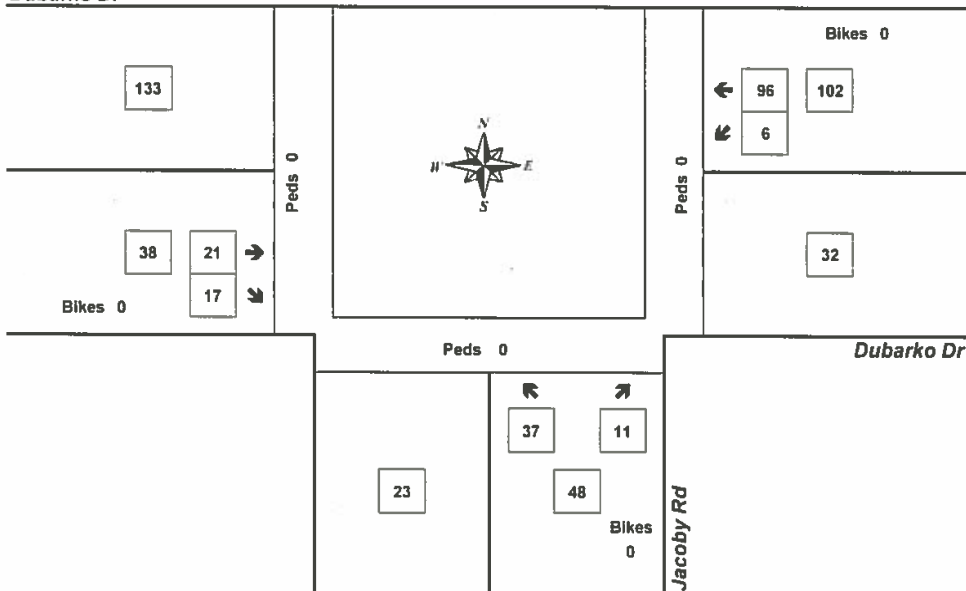 Bikes 0
133
96 102
6
N
W E
S
Peds 0
Peds 0
38 21
17
Bikes 0
32
Peds 0
Dubarko Dr
37 11
23
48
Bikes
0
Jacoby Rd